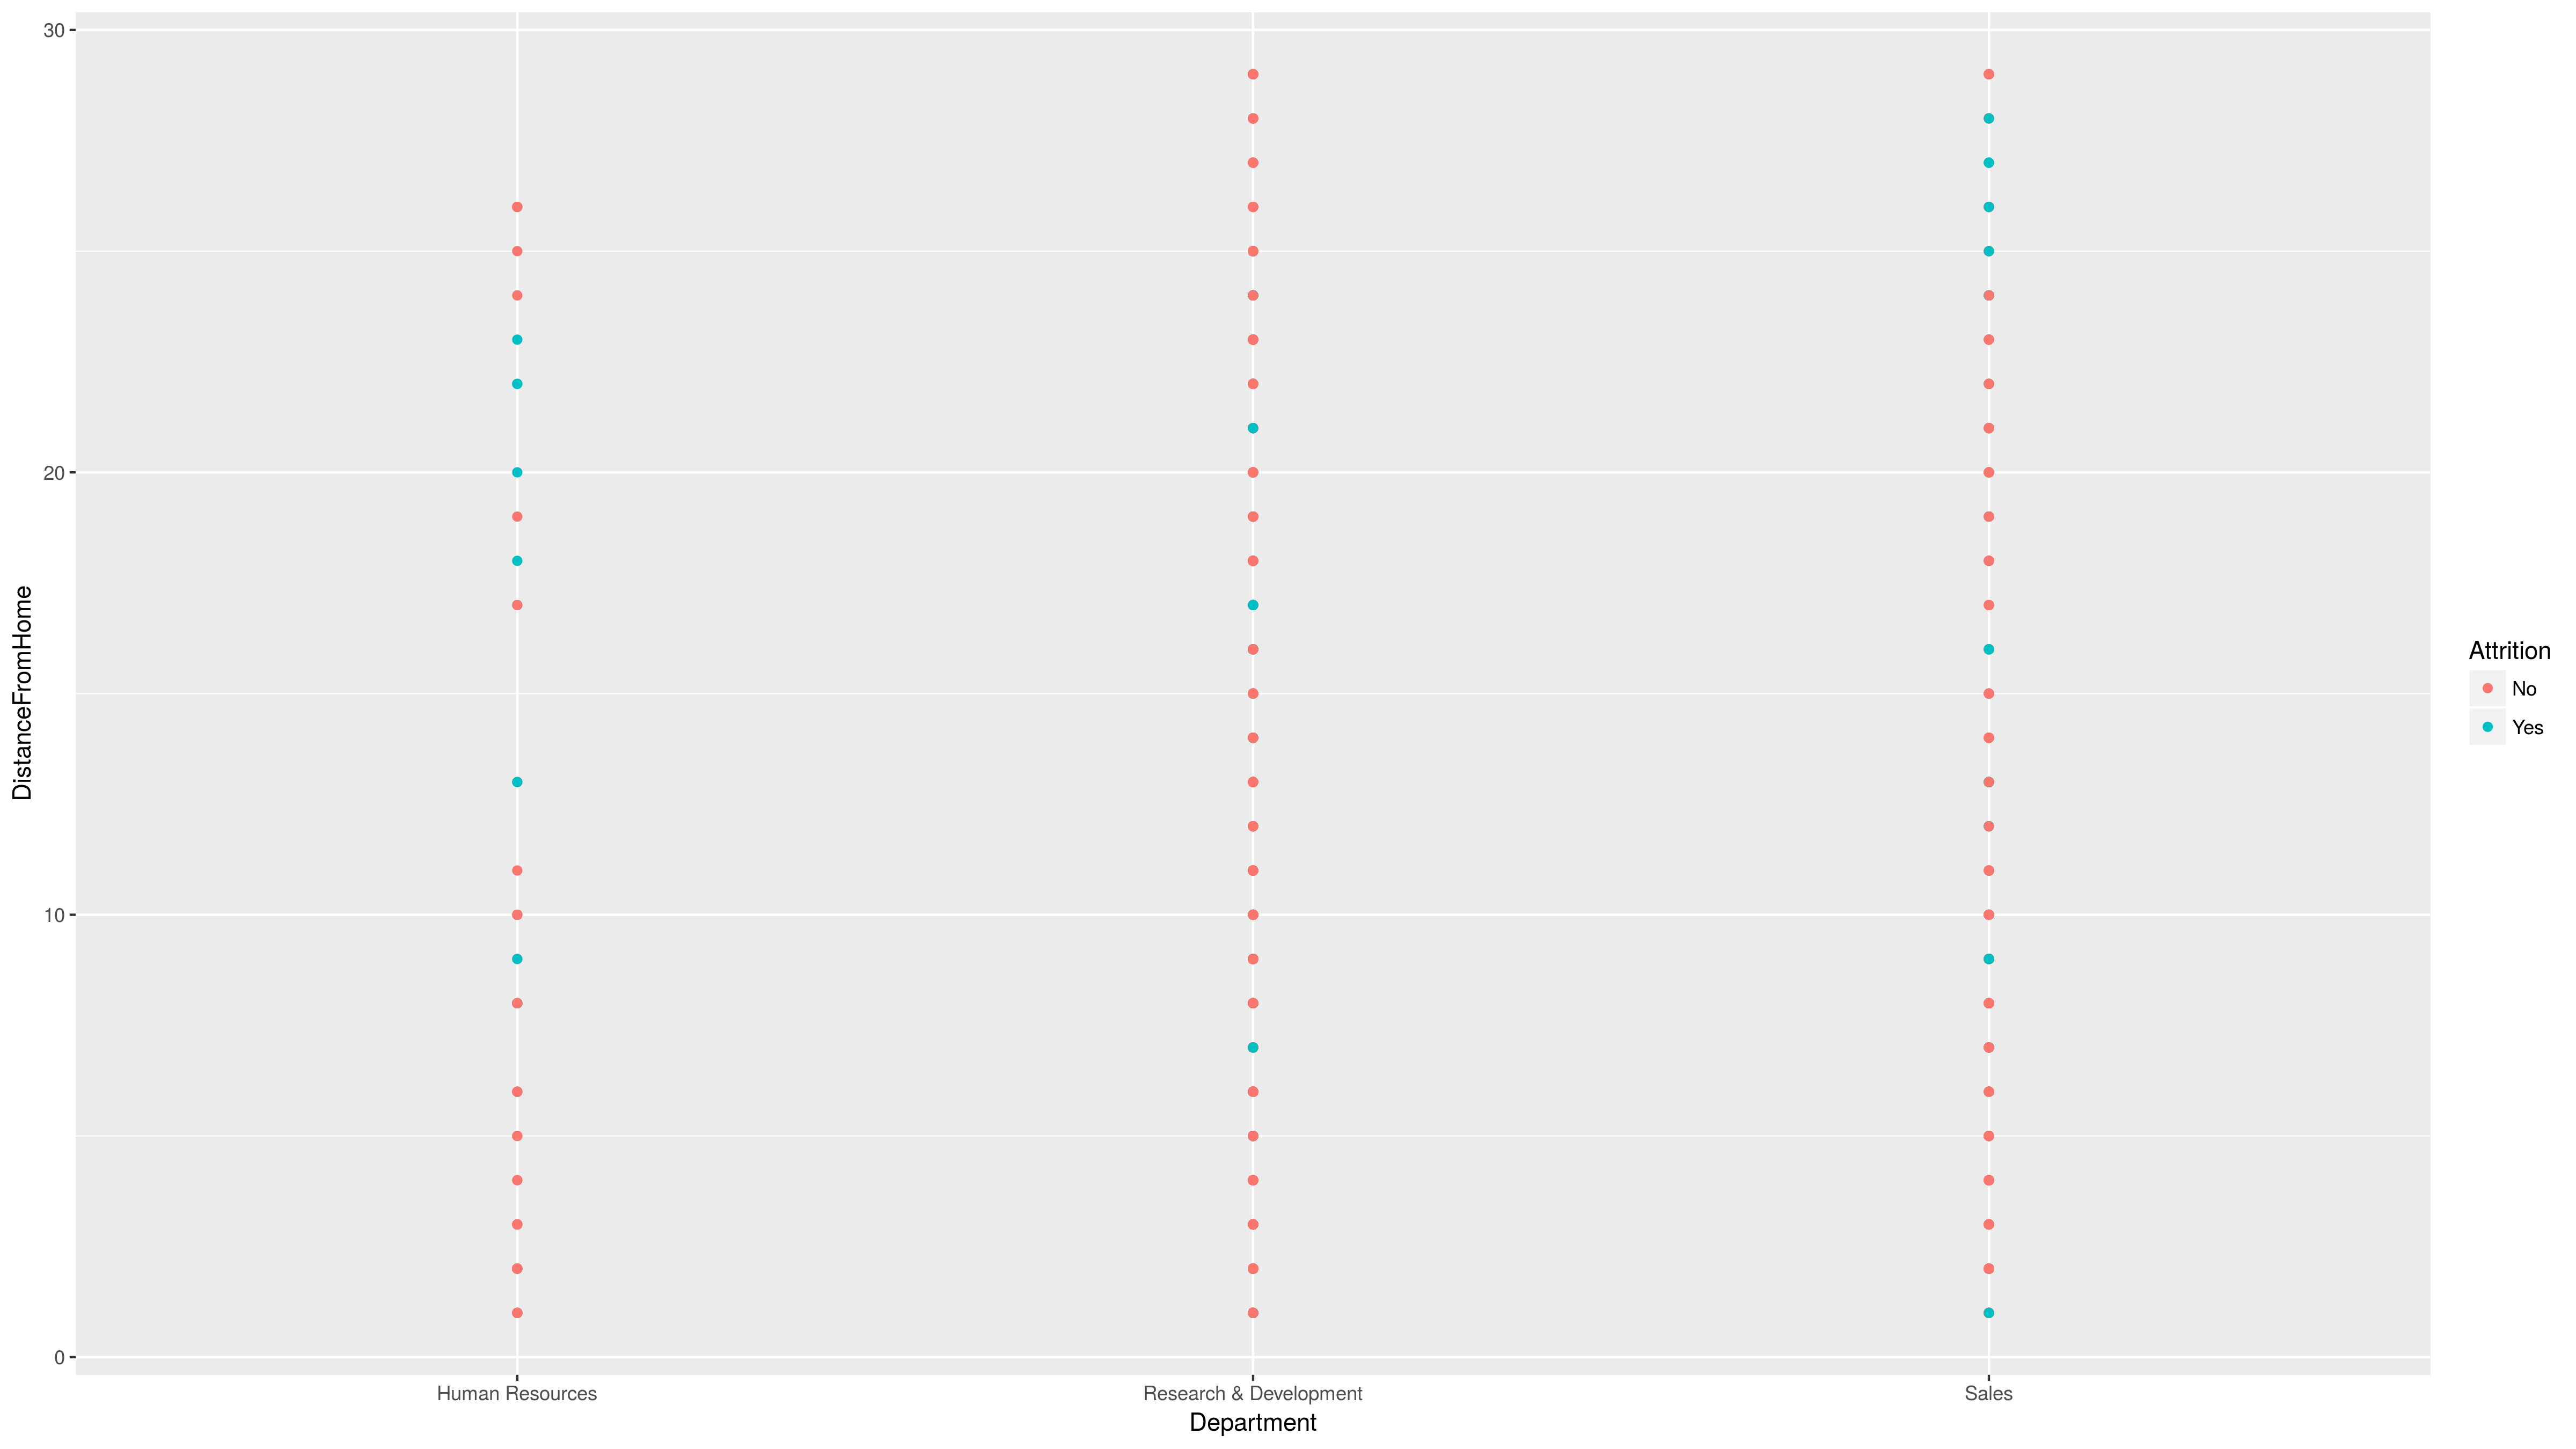 30
20
10
0
DistanceFromHome
Human Resources
Research & Development
Sales
Department
Attrition
No
Yes